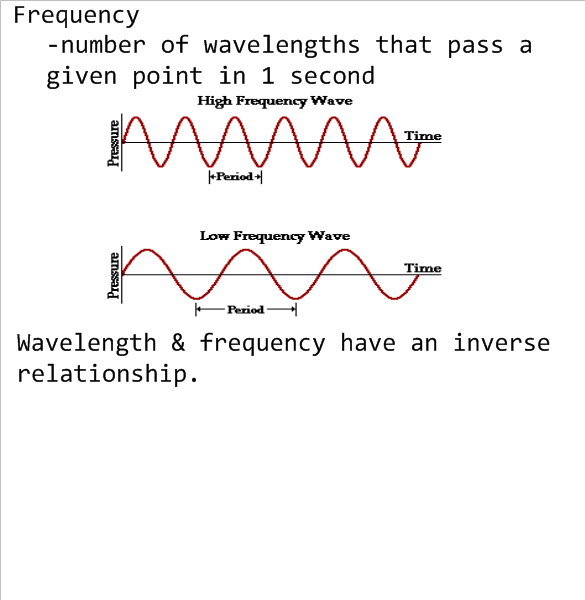 Frequency
-number of wavelengths that pass a
given point in 1 second
High Frequency Wave
Pressure
Time
Period
Low Frequency Wave
Pressure
Time
Period
Wavelength & frequency have an inverse
relationship.